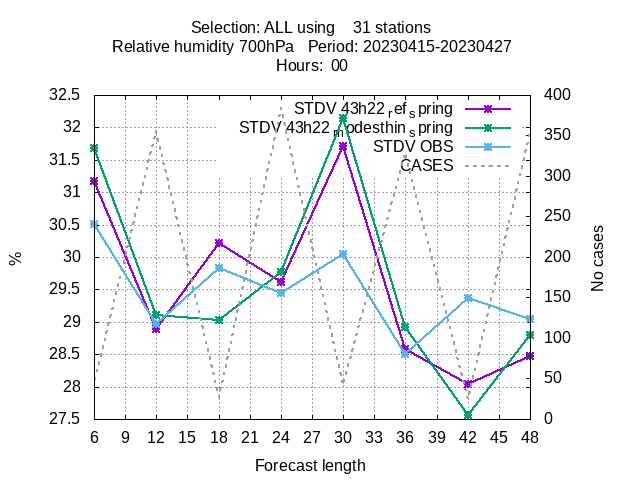 Selection: ALL using    31 stations
Relative humidity 700hPa   Period: 20230415-20230427
Hours:  00
32.5
32
31.5
31
30.5
30
29.5
29
28.5
28
27.5
%
STDV 43h22_ref_spring
STDV 43h22_modesthin_spring
STDV OBS
CASES
400
350
300
250
200
150
100
50
0
No cases
6 9 12 15 18 21 24 27 30 33 36 39 42 45 48
Forecast length